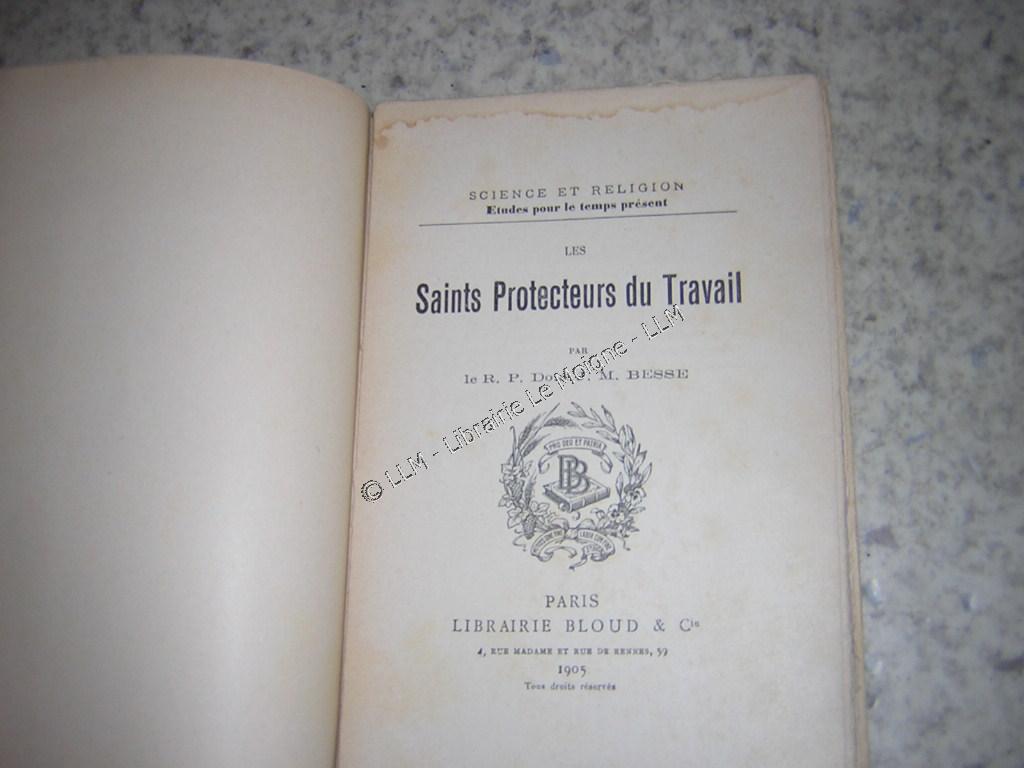 SCIENCE ET RELIGION
Etudes pour le temps présent
LES
Saints Protecteurs du Travail
PAR
le R. P. Dom M. BESSE
© LLM - Librairie Le Moigne - LLM
PRO DEO ET PATRIA
BB
PARIS
LIBRAIRIE BLOUD & Cie
4, RUE MADAME ET RUE DE RENNES, 59
1905
Tous droits réservés